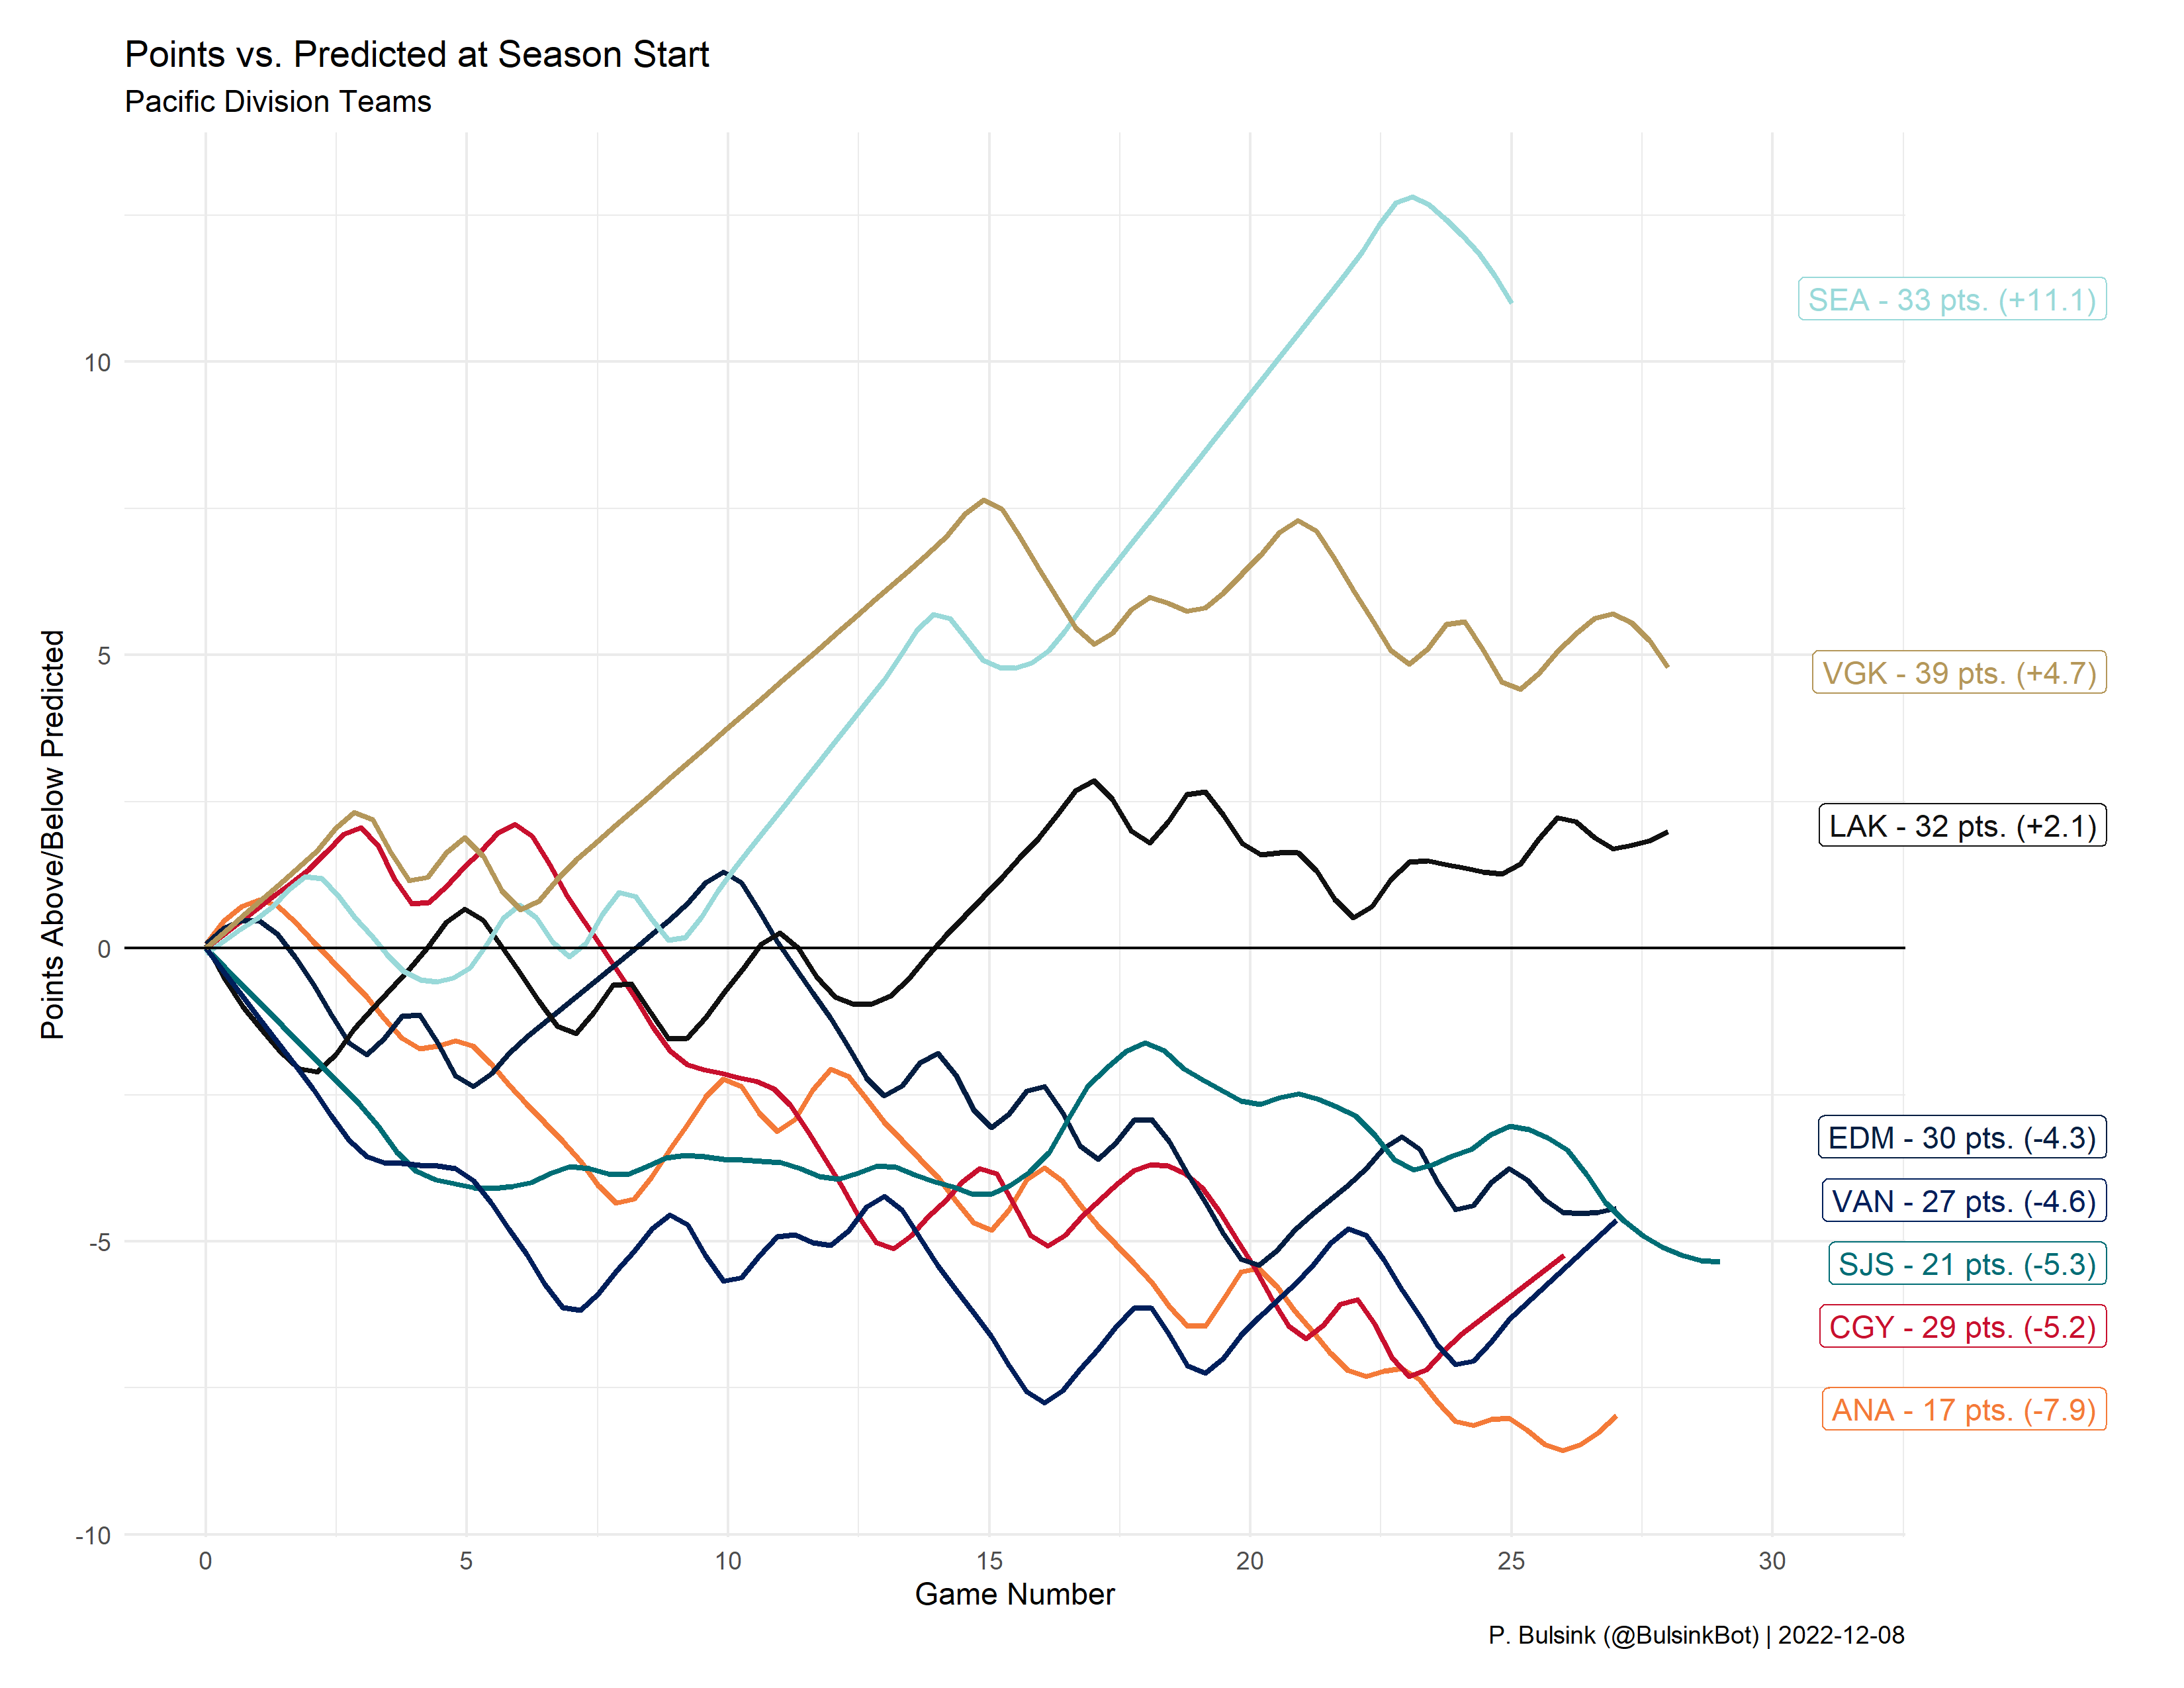 Points vs. Predicted at Season Start
Pacific Division Teams
Points Above/Below Predicted
10
5
0
-5
-10
SEA - 33 pts. (+11.1)
VGK - 39 pts. (+4.7)
LAK - 32 pts. (+2.1)
EDM - 30 pts. (-4.3)
VAN - 27 pts. (-4.6)
SJS - 21 pts. (-5.3)
CGY - 29 pts. (-5.2)
ANA - 17 pts. (-7.9)
0 5 10 15 20 25 30
Game Number
P. Bulsink (@BulsinkBot) | 2022-12-08